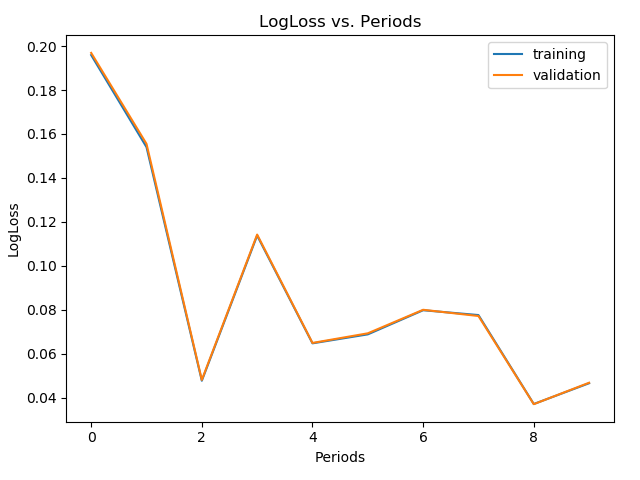 LogLoss vs. Periods
training
validation
0.20
0.18
0.16
0.14
0.12
0.10
0.08
0.06
0.04
LogLoss
0 2 4 6 8
Periods